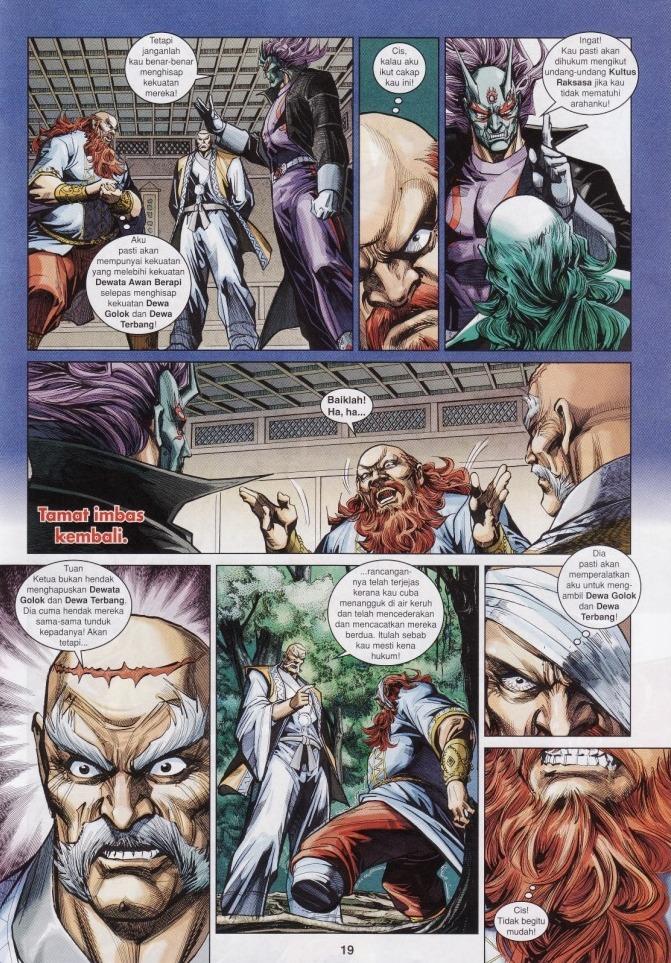 Tetapi
janganlah
kau benar-benar
menghisap
kekuatan
mereka!
Aku
pasti akan
mempunyai kekuatan
yang melebihi kekuatan
Dewata Awan Berapi
selepas menghisap
kekuatan Dewa
Golok dan Dewa
Terbang!
Cis,
kalau aku
ikut cakap
kau ini!
Ingat!
Kau pasti akan
dihukum mengikut
undang-undang Kultus
Raksasa jika kau
tidak mematuhi
arahanku!
Baiklah!
Ha, ha...
Tamat imbas
kembali.
Tuan
Ketua bukan hendak
menghapuskan Dewata
Golok dan Dewa Terbang.
Dia cuma hendak mereka
sama-sama tunduk
kepadanya! Akan
tetapi...
...rancangan-
nya telah terjejas
kerana kau cuba
menangguk di air keruh
dan telah mencederakan
dan mencacatkan mereka
berdua. Itulah sebab
kau mesti kena
hukum!
Dia
pasti akan
memperalatkan
aku untuk meng-
ambil Dewa Golok
dan Dewa
Terbang!
Cis!
Tidak begitu
mudah!
19